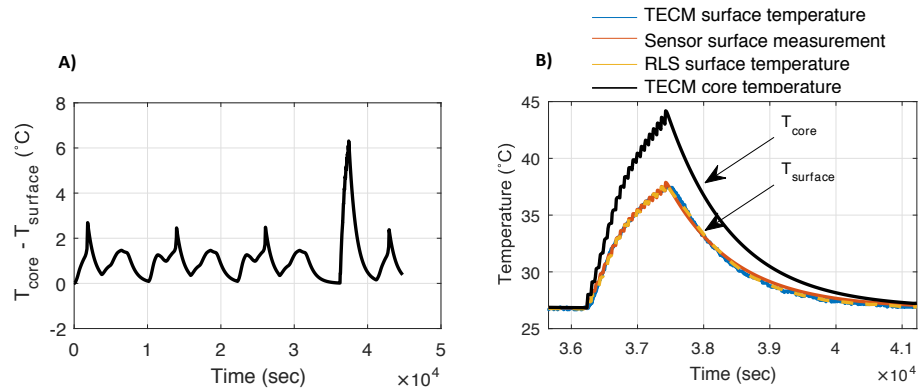 A)
T_core - T_surface (°C)
8
6
4
2
0
-2
0
1
2
3
4
5
×10^4
Time (sec)
TECM surface temperature
Sensor surface measurement
RLS surface temperature
TECM core temperature
B)
Temperature (°C)
45
40
35
30
25
T_core
T_surface
3.6
3.7
3.8
3.9
4
4.1
×10^4
Time (sec)